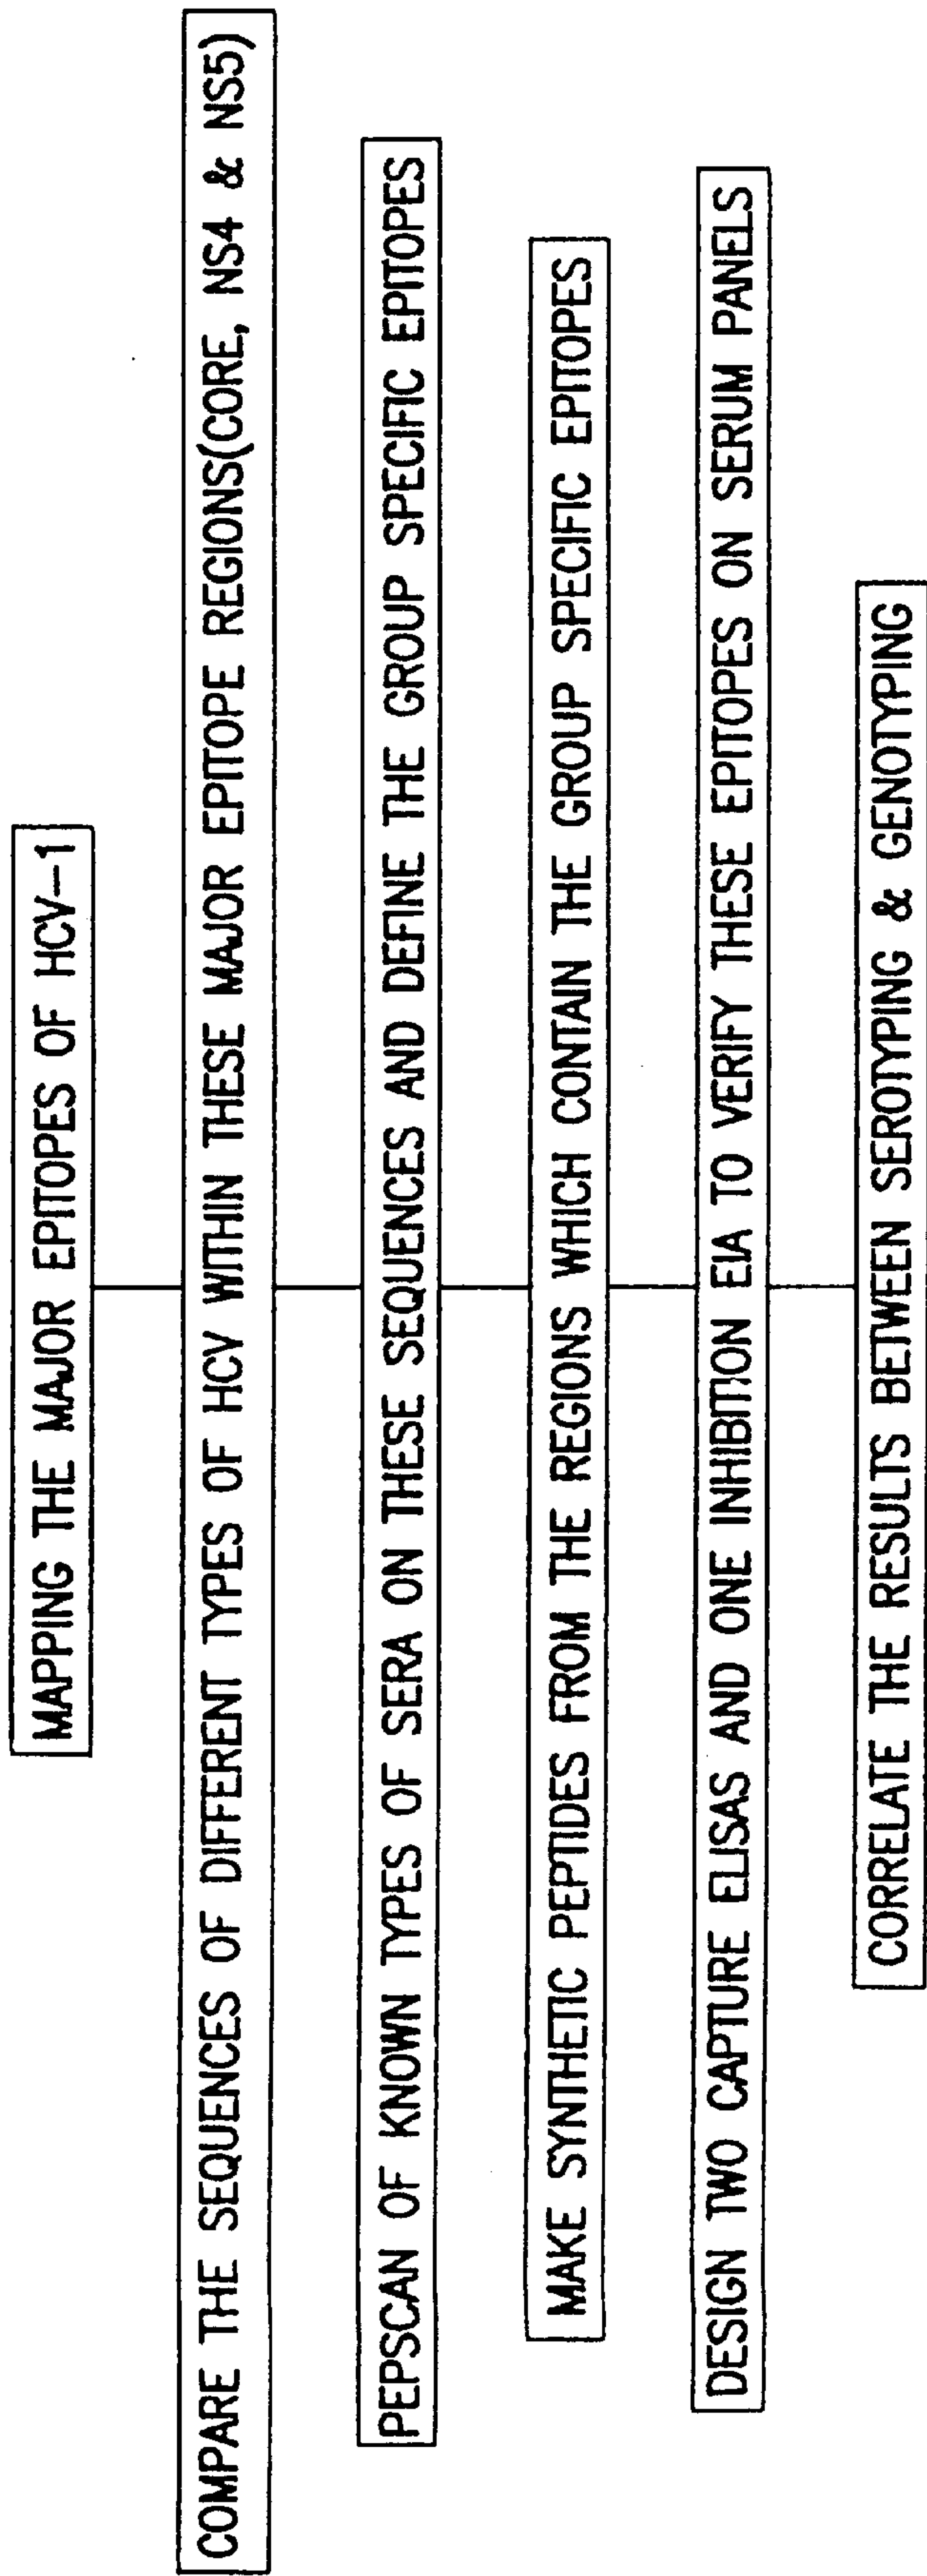 MAPPING THE MAJOR EPITOPES OF HCV-1
COMPARE THE SEQUENCES OF DIFFERENT TYPES OF HCV WITHIN THESE MAJOR EPITOPE REGIONS(CORE, NS4 & NS5)
PEPSCAN OF KNOWN TYPES OF SERA ON THESE SEQUENCES AND DEFINE THE GROUP SPECIFIC EPITOPES
MAKE SYNTHETIC PEPTIDES FROM THE REGIONS WHICH CONTAIN THE GROUP SPECIFIC EPITOPES
DESIGN TWO CAPTURE ELISAS AND ONE INHIBITION EIA TO VERIFY THESE EPITOPES ON SERUM PANELS
CORRELATE THE RESULTS BETWEEN SEROTYPING & GENOTYPING